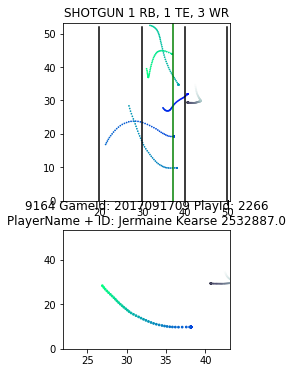 SHOTGUN 1 RB, 1 TE, 3 WR
50
40
30
20
10
0
20 30 40 50
9164 GameId: 2017091709 PlayId: 2266
PlayerName + ID: Jermaine Kearse 2532887.0
40
20
0
25 30 35 40